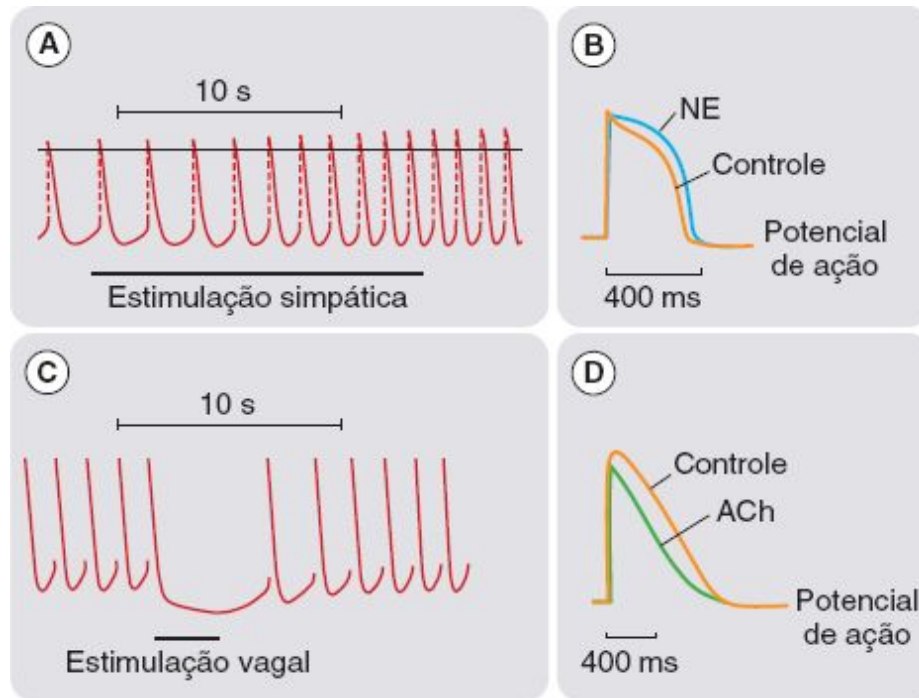 A
10 s
Estimulação simpática
B
NE
Controle
Potencial
de ação
400 ms
C
10 s
Estimulação vagal
D
Controle
ACh
Potencial
de ação
400 ms